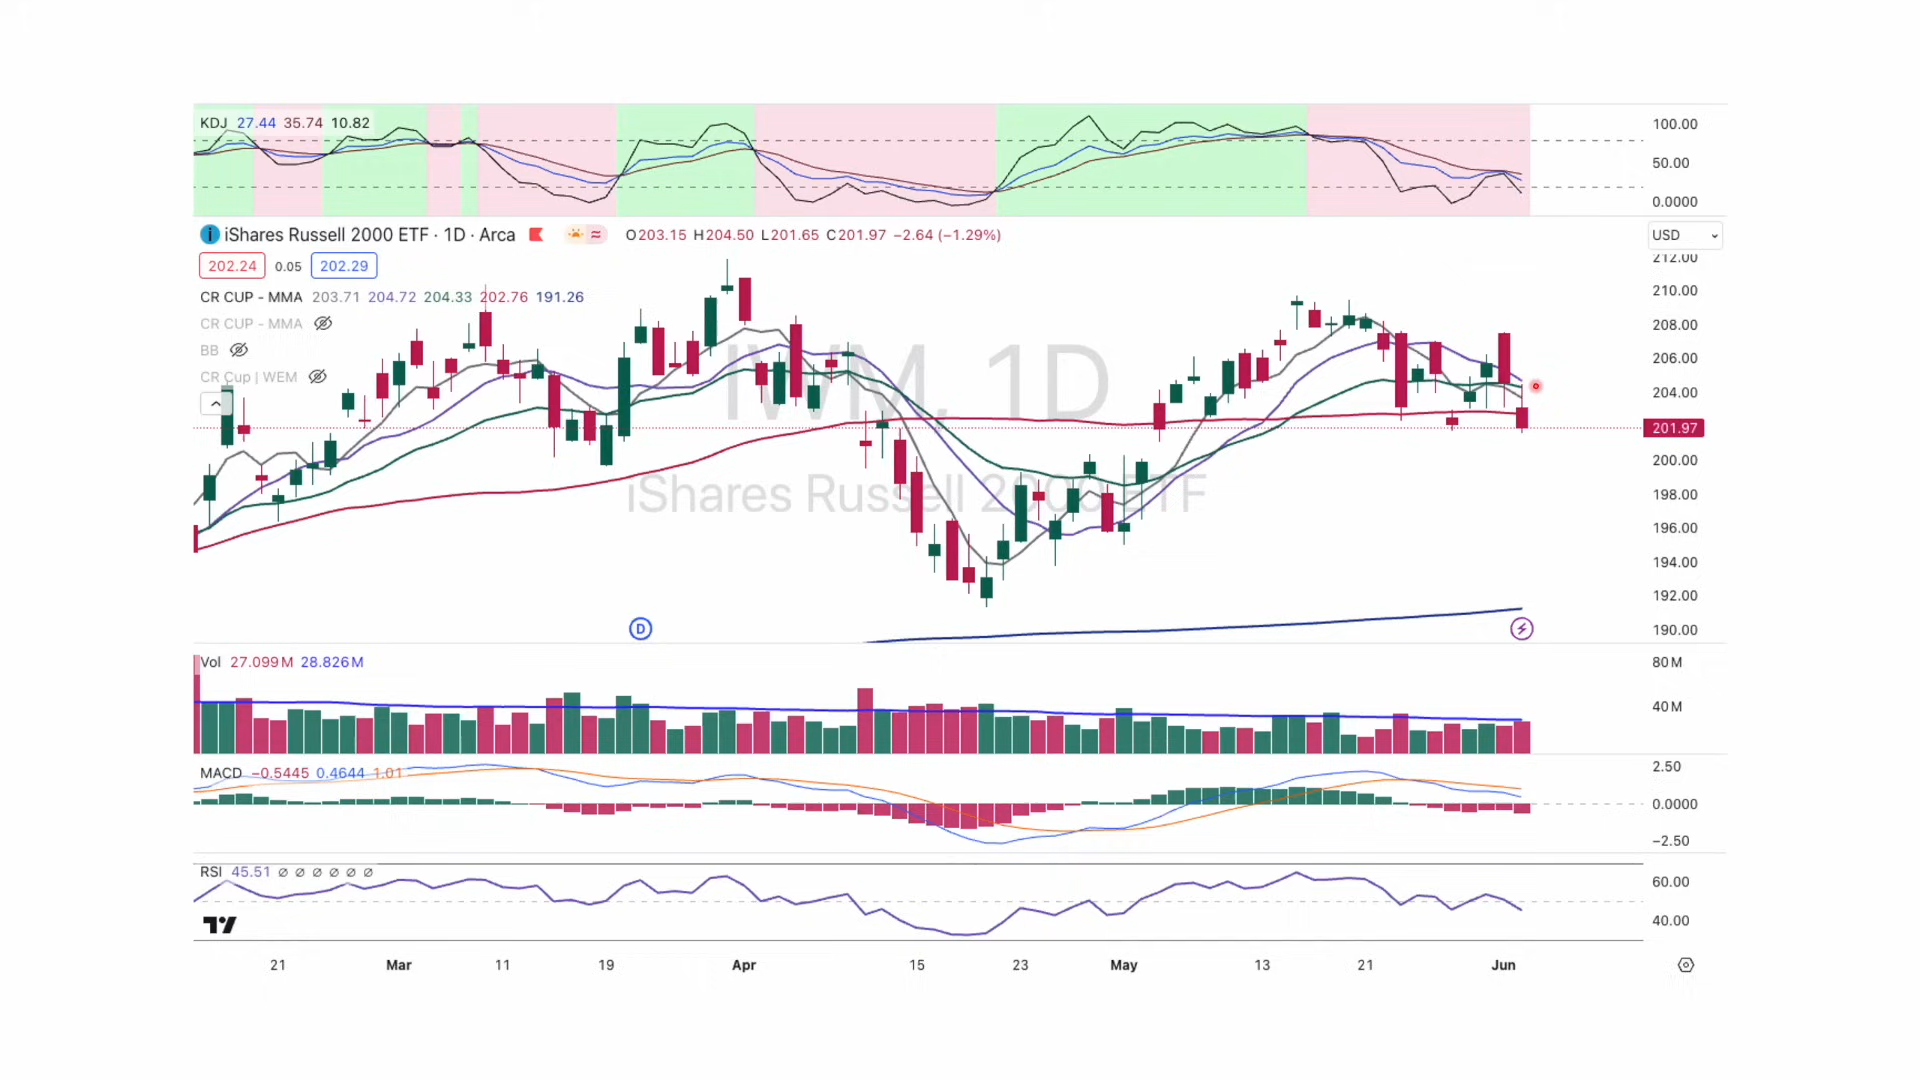 KDJ 27.44 35.74 10.82
100.00
50.00
0.0000
iShares Russell 2000 ETF · 1D · Arca O203.15 H204.50 L201.65 C201.97 −2.64 (−1.29%)
USD
202.24 0.05 202.29
CR CUP - MMA 203.71 204.72 204.33 202.76 191.26
CR CUP - MMA
BB
CR Cup | WEM
IWM, 1D
iShares Russell 2000 ETF
212.00
210.00
208.00
206.00
204.00
201.97
200.00
198.00
196.00
194.00
192.00
190.00
D
Vol 27.099M 28.826M
80M
40M
MACD −0.5445 0.4644 1.01
2.50
0.0000
−2.50
RSI 45.51 ∅ ∅ ∅ ∅ ∅ ∅
60.00
40.00
21 Mar 11 19 Apr 15 23 May 13 21 Jun